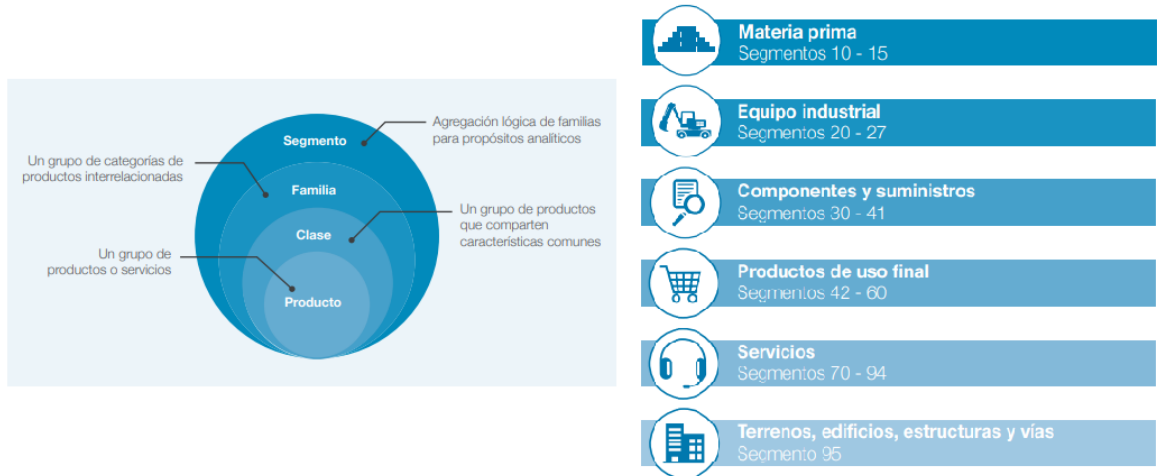 Segmento
Agregación lógica de familias
para propósitos analíticos
Un grupo de categorías de
productos interrelacionadas
Familia
Un grupo de productos
que comparten
características comunes
Clase
Un grupo de
productos o servicios
Producto
Materia prima
Segmentos 10 - 15
Equipo industrial
Segmentos 20 - 27
Componentes y suministros
Segmentos 30 - 41
Productos de uso final
Segmentos 42 - 60
Servicios
Segmentos 70 - 94
Terrenos, edificios, estructuras y vías
Segmento 95